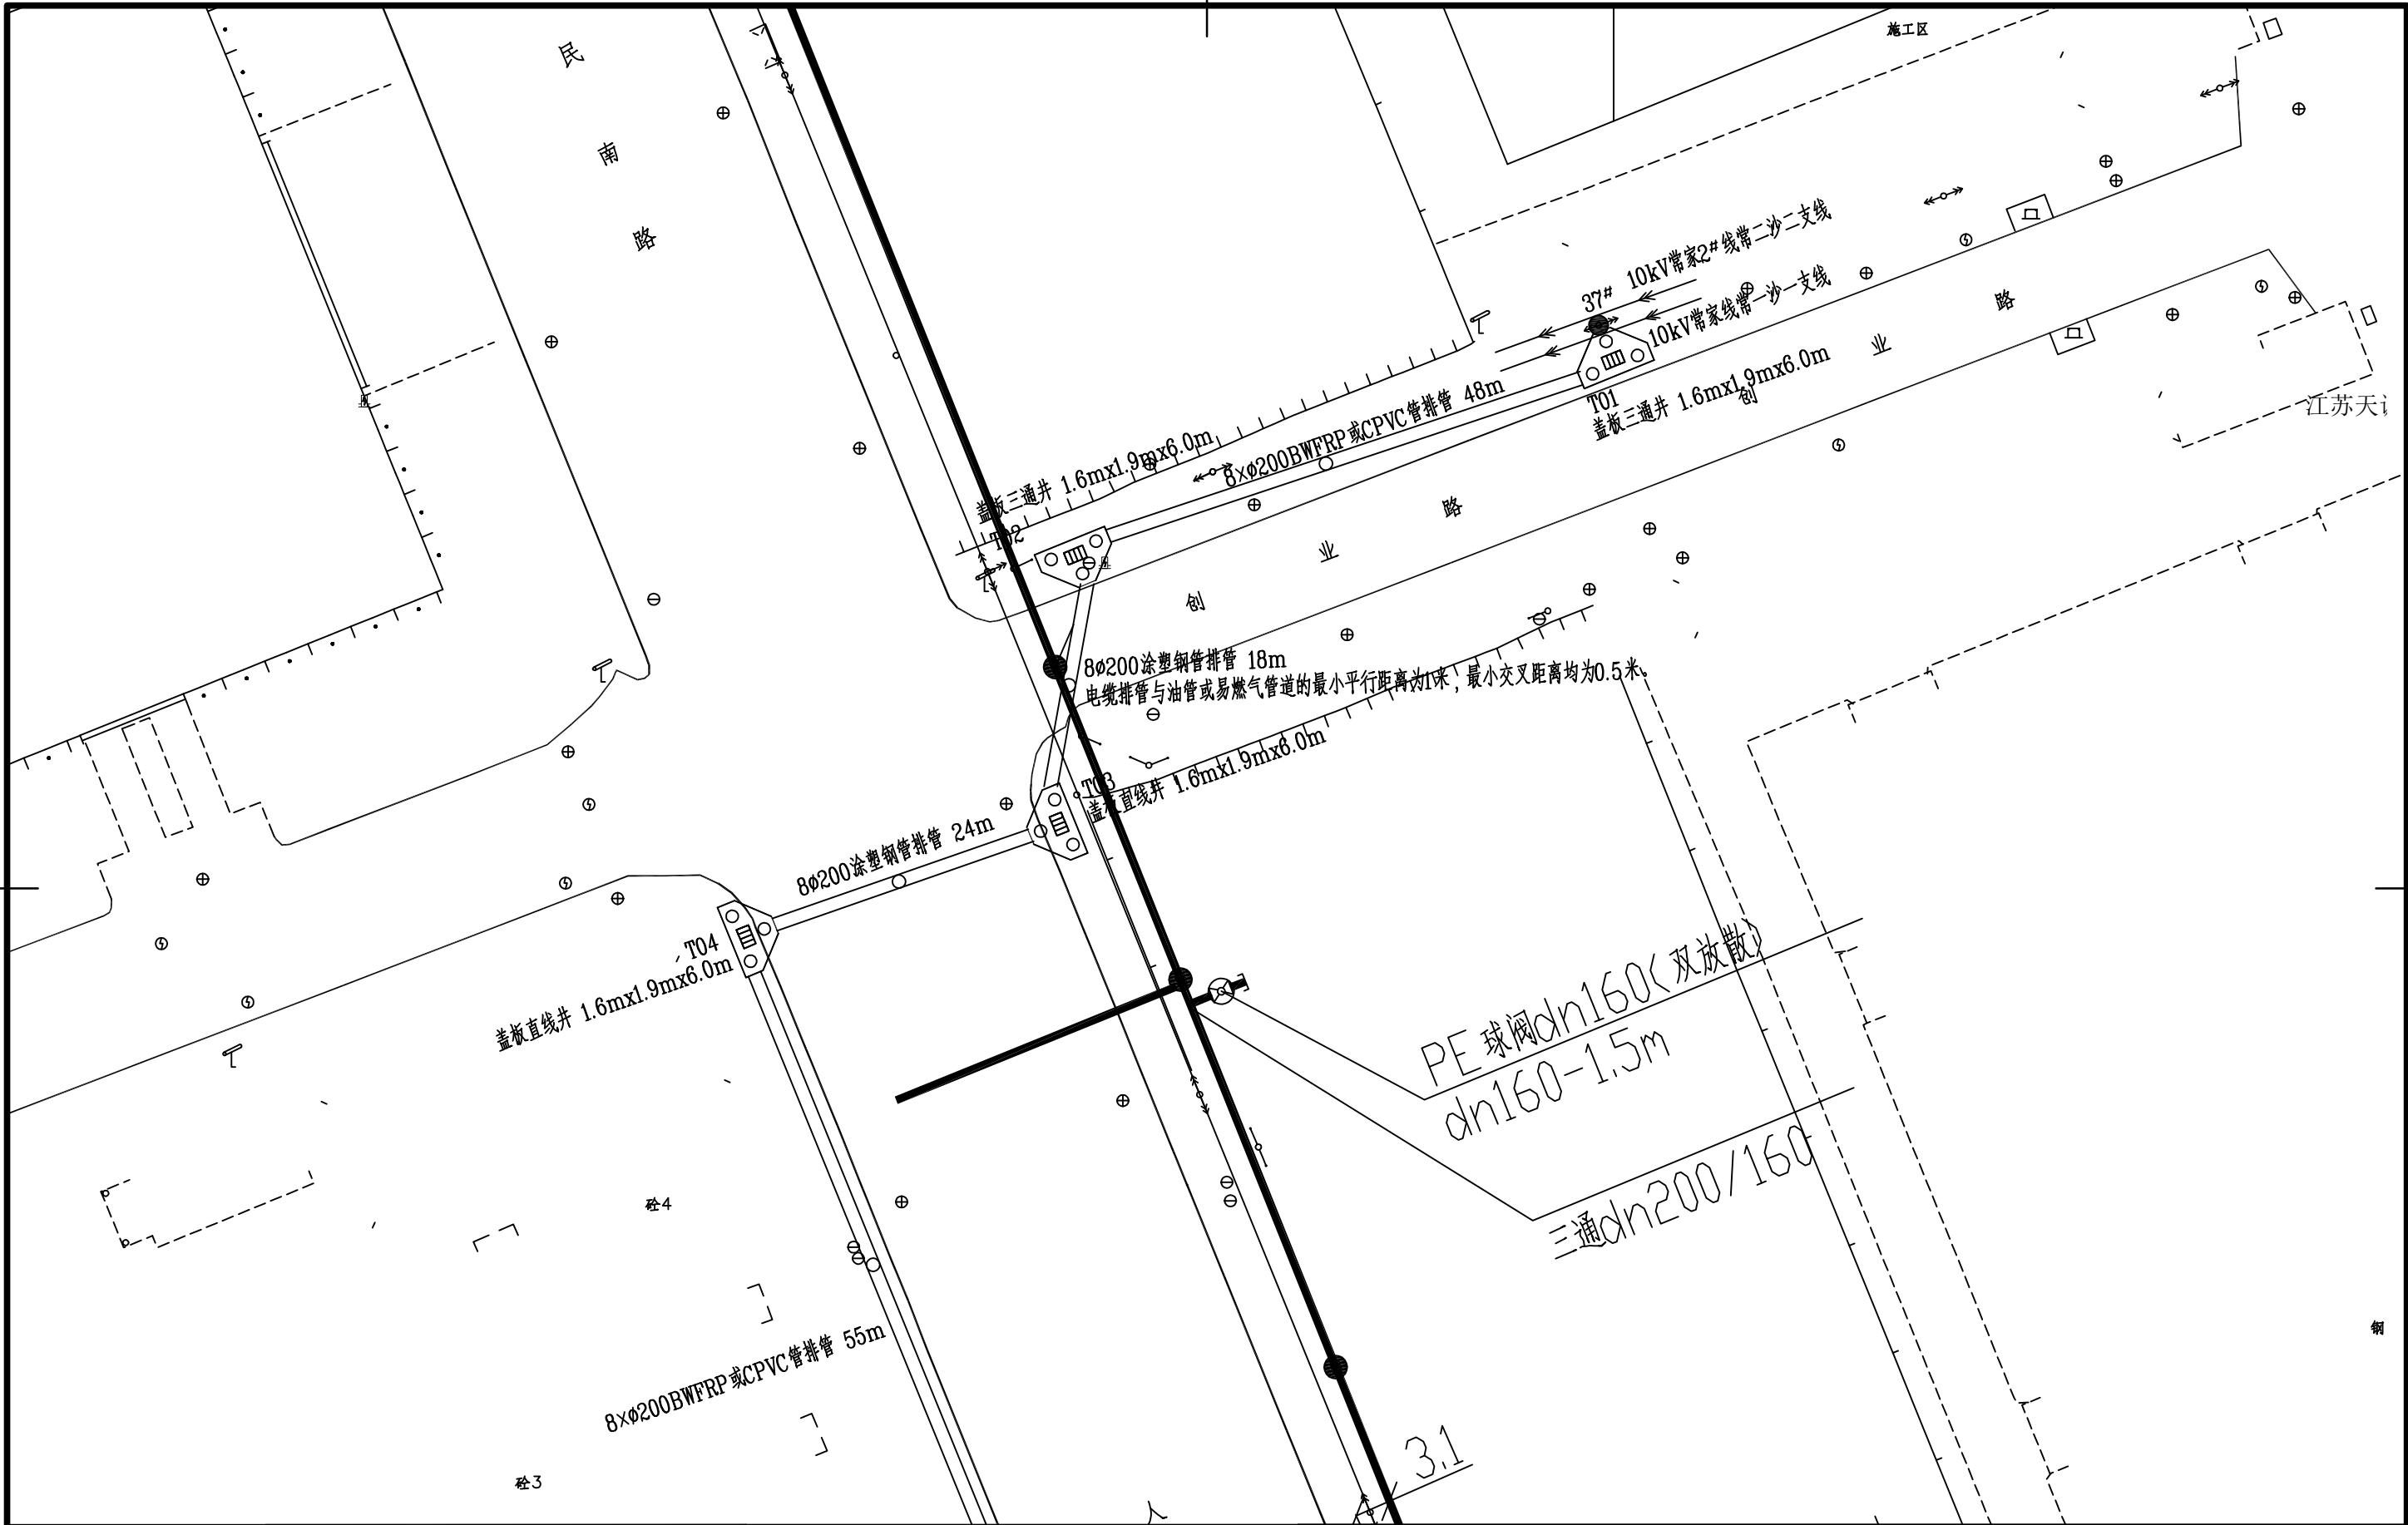 施工区
民
南
路
10kV常家2#线常二沙二支线
37#
10kV常家线常一沙一支线
路
业
创
T01
盖板三通井 1.6mx1.9mx6.0m
江苏天
8×ø200BWFRP或CPVC管排管 48m
盖板三通井 1.6mx1.9mx6.0m
T02
路
业
创
8ø200涂塑钢管排管 18m
电缆排管与油管或易燃气管道的最小平行距离为1米，最小交叉距离均为0.5米。
T03
盖板直线井 1.6mx1.9mx6.0m
8ø200涂塑钢管排管 24m
T04
盖板直线井 1.6mx1.9mx6.0m
PE 球阀dn160(双放散)
dn160-1.5m
三通dn200/160
砼4
钢
8×ø200BWFRP或CPVC管排管 55m
3.1
砼3
人